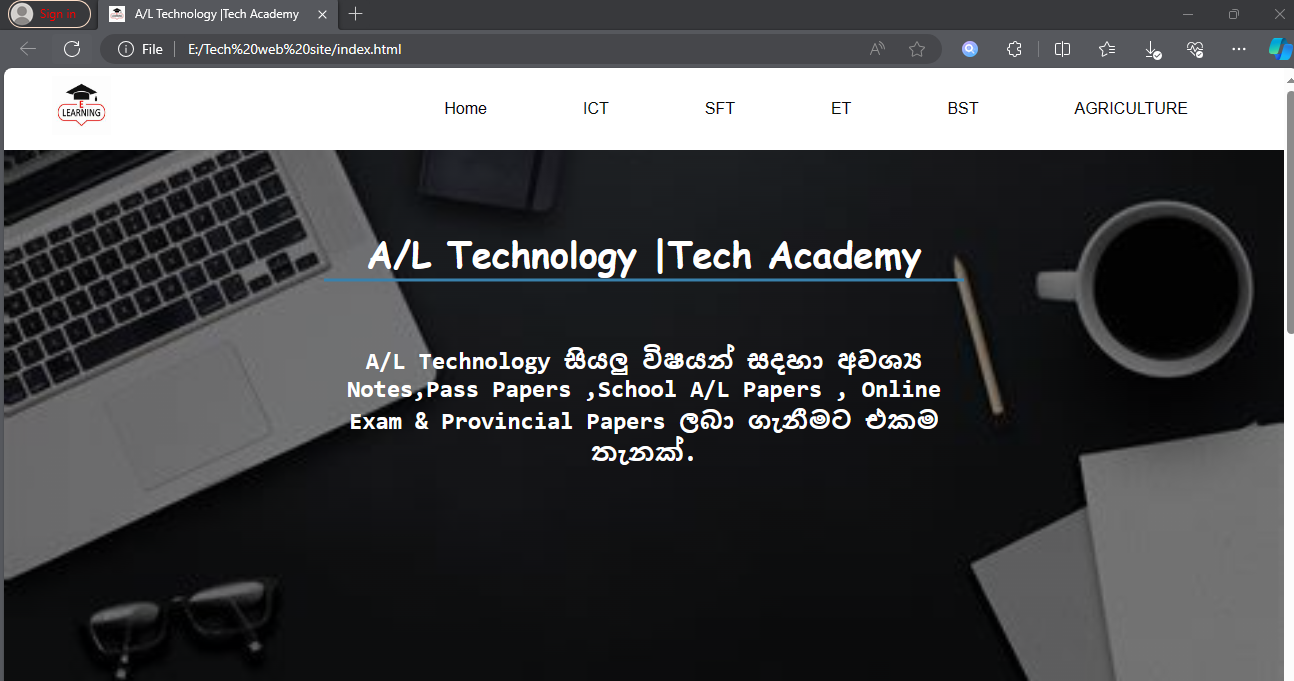 Sign in
A/L Technology |Tech Academy
File
E:/Tech%20web%20site/index.html
E
LEARNING
Home
ICT
SFT
ET
BST
AGRICULTURE
A/L Technology |Tech Academy
A/L Technology සියලු විෂයන් සදහා අවශ්‍ය
Notes,Pass Papers ,School A/L Papers , Online
Exam & Provincial Papers ලබා ගැනීමට එකම
තැනක්.